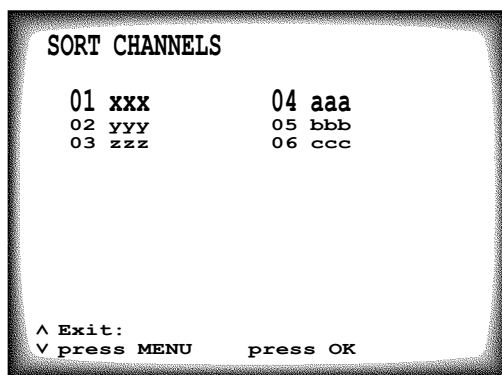 SORT CHANNELS
01 xxx 04 aaa
02 yyy 05 bbb
03 zzz 06 ccc
^ Exit:
v press MENU press OK